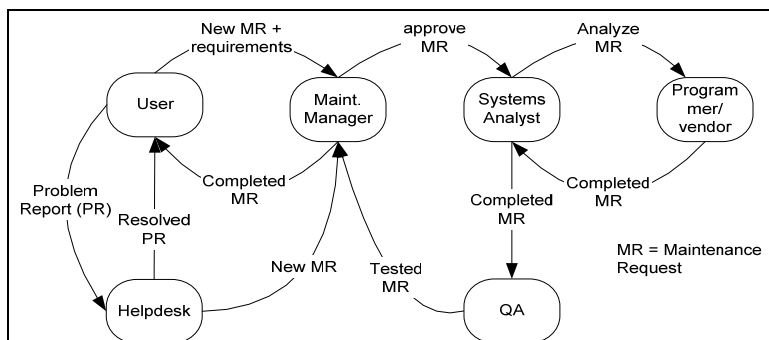 New MR +
requirements
approve
MR
Analyze
MR
User
Maint.
Manager
Systems
Analyst
Program
mer/
vendor
Problem
Report (PR)
Resolved
PR
Completed
MR
Completed
MR
Completed
MR
New MR
Tested
MR
MR = Maintenance
Request
Helpdesk
QA